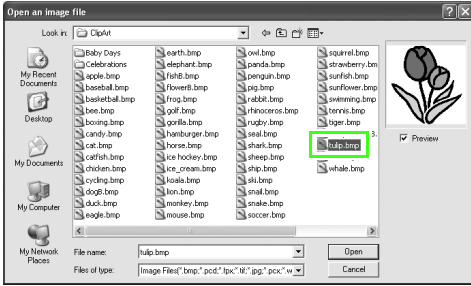 Open an image file
Look in: ClipArt
My Recent Documents
Desktop
My Documents
My Computer
My Network Places
Baby Days
Celebrations
apple.bmp
baseball.bmp
basketball.bmp
bee.bmp
boxing.bmp
candy.bmp
cat.bmp
catfish.bmp
chicken.bmp
cycling.bmp
dogB.bmp
duck.bmp
eagle.bmp
earth.bmp
elephant.bmp
fishB.bmp
flowerB.bmp
frog.bmp
golf.bmp
gorilla.bmp
hamburger.bmp
horse.bmp
ice hockey.bmp
ice_cream.bmp
koala.bmp
lion.bmp
monkey.bmp
mouse.bmp
owl.bmp
panda.bmp
penguin.bmp
pig.bmp
rabbit.bmp
rhinoceros.bmp
rugby.bmp
seal.bmp
shark.bmp
sheep.bmp
ship.bmp
ski.bmp
snail.bmp
snake.bmp
soccer.bmp
squirrel.bmp
strawberry.bm
sunfish.bmp
sunflower.bmp
swimming.bmp
tennis.bmp
tiger.bmp
tulip.bmp
whale.bmp
Preview
File name: tulip.bmp
Open
Files of type: Image Files(*.bmp;*.pcd;*.fpx;*.tif;*.jpg;*.pcx;*.w
Cancel